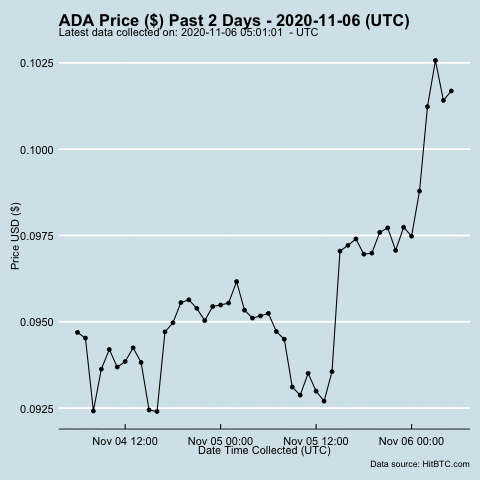 ADA Price ($) Past 2 Days - 2020-11-06 (UTC)
Latest data collected on: 2020-11-06 05:01:01 - UTC
0.1025
0.1000
0.0975
0.0950
0.0925
Price USD ($)
Nov 04 12:00 Nov 05 00:00 Nov 05 12:00 Nov 06 00:00
Date Time Collected (UTC)
Data source: HitBTC.com